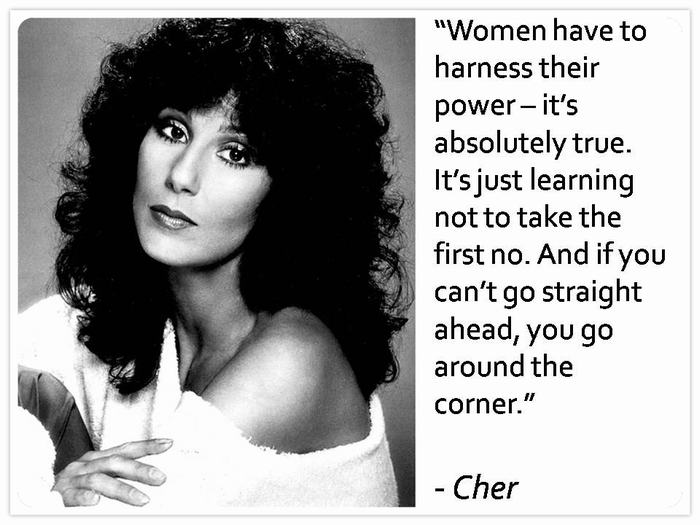 “Women have to
harness their
power – it’s
absolutely true.
It’s just learning
not to take the
first no. And if you
can’t go straight
ahead, you go
around the
corner.”
- Cher